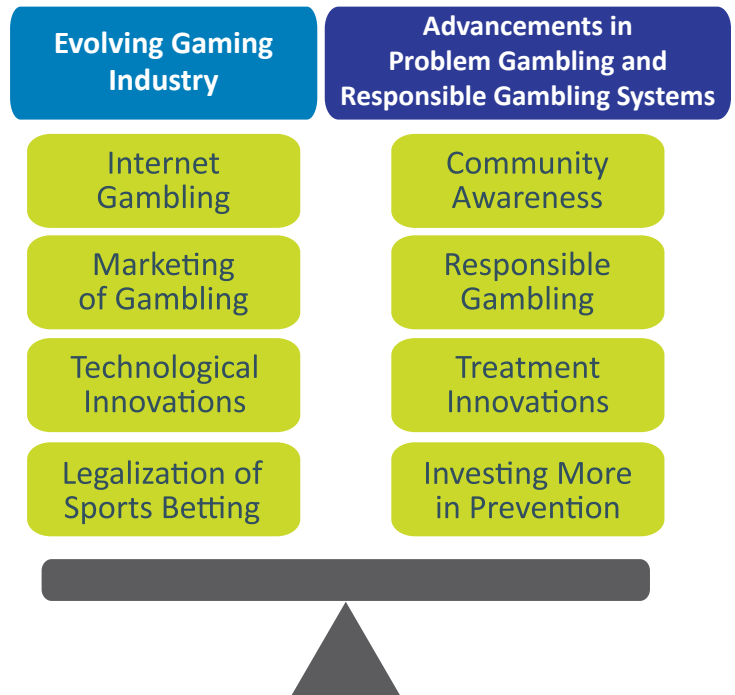 Evolving Gaming
Industry
Advancements in
Problem Gambling and
Responsible Gambling Systems
Internet
Gambling
Marketing
of Gambling
Technological
Innovations
Legalization of
Sports Betting
Community
Awareness
Responsible
Gambling
Treatment
Innovations
Investing More
in Prevention